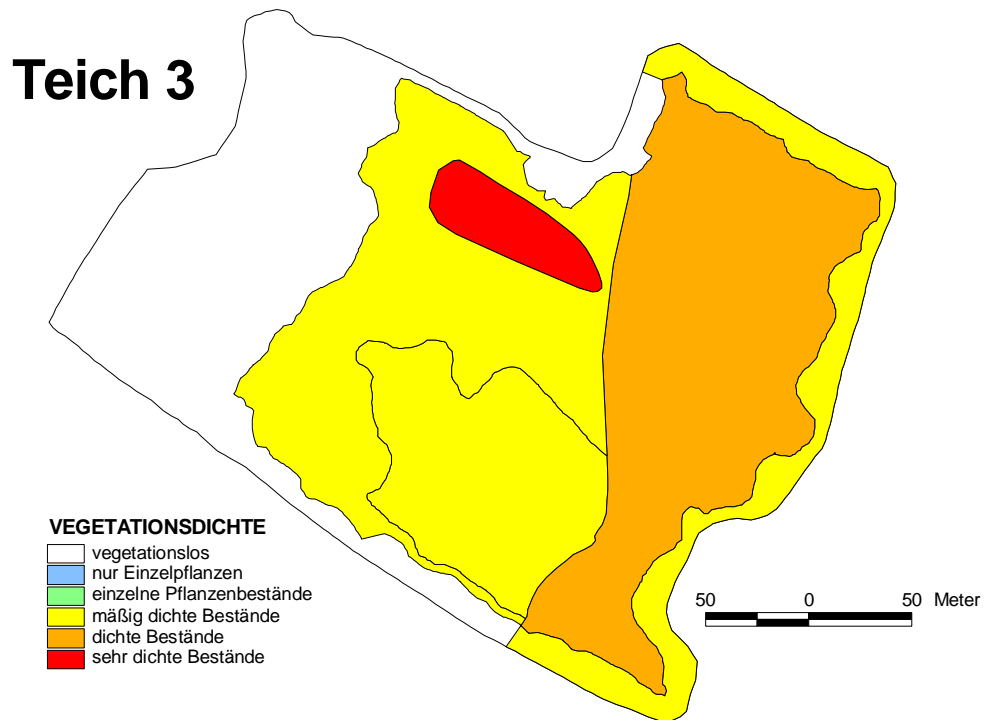 Teich 3
VEGETATIONSDICHTE
vegetationslos
nur Einzelpflanzen
einzelne Pflanzenbestände
mäßig dichte Bestände
dichte Bestände
sehr dichte Bestände
50 0 50 Meter